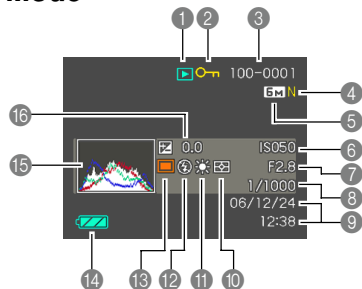 ① ② ③
100-0001
6M N ④
⑤
⑯
0.0 ISO50 ⑥
⑮
F2.8 ⑦
1/1000 ⑧
06/12/24
12:38 ⑨
⑭ ⑬ ⑫ ⑪ ⑩